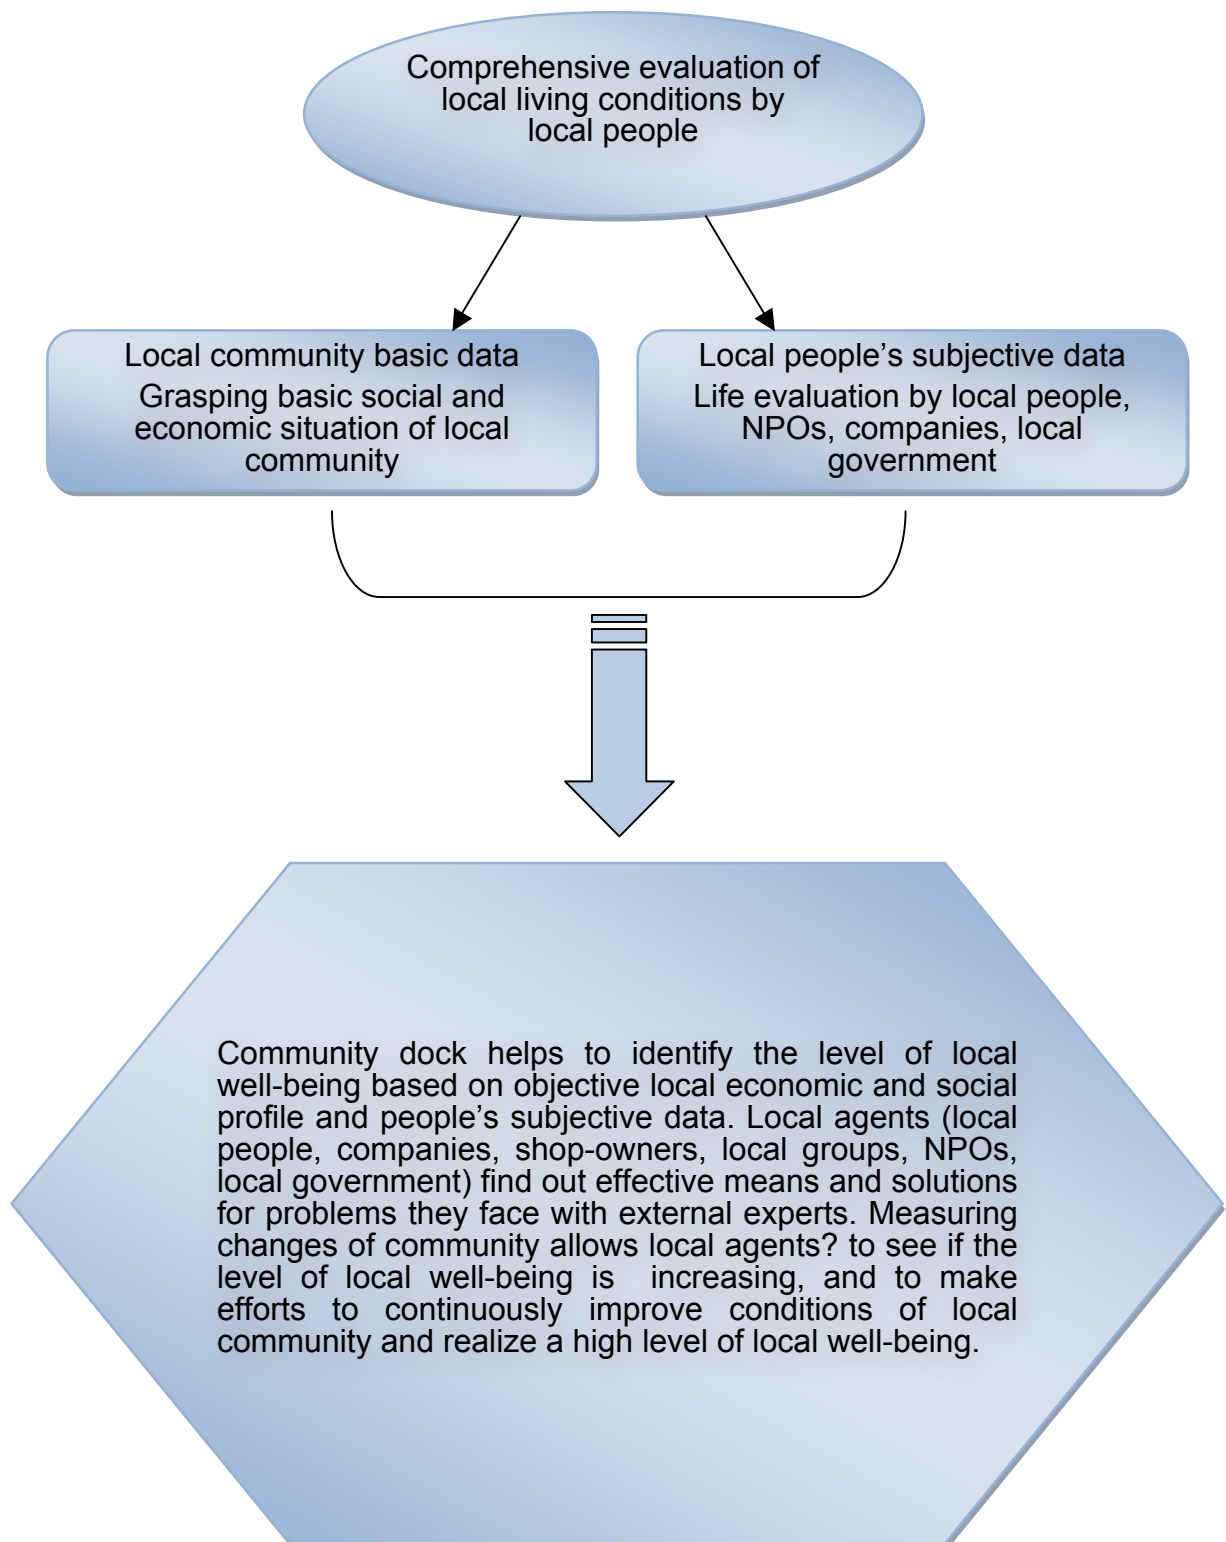 Comprehensive evaluation of
local living conditions by
local people
Local community basic data
Grasping basic social and
economic situation of local
community
Local people’s subjective data
Life evaluation by local people,
NPOs, companies, local
government
Community dock helps to identify the level of local
well-being based on objective local economic and social
profile and people’s subjective data. Local agents (local
people, companies, shop-owners, local groups, NPOs,
local government) find out effective means and solutions
for problems they face with external experts. Measuring
changes of community allows local agents? to see if the
level of local well-being is increasing, and to make
efforts to continuously improve conditions of local
community and realize a high level of local well-being.